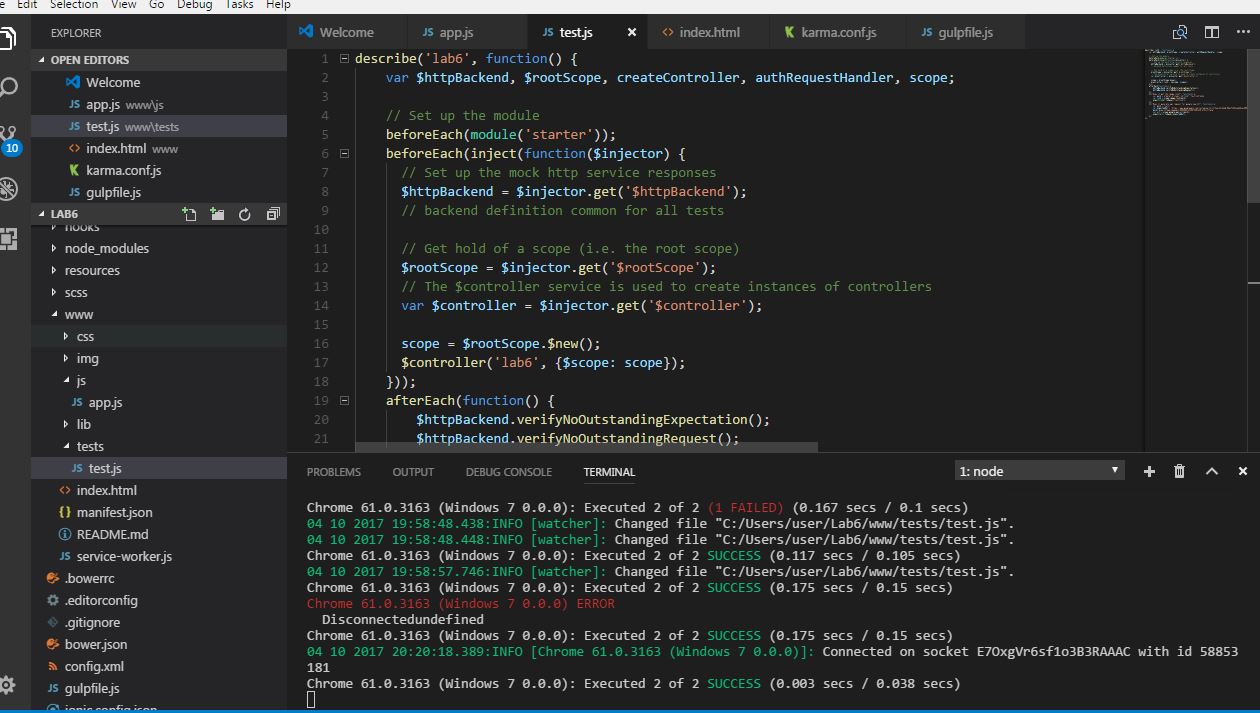 Edit Selection View Go Debug Tasks Help
EXPLORER
OPEN EDITORS
Welcome
app.js www\js
test.js www\tests
index.html www
karma.conf.js
gulpfile.js
10
LAB6
hooks
node_modules
resources
scss
www
css
img
js
app.js
lib
tests
test.js
index.html
manifest.json
README.md
service-worker.js
.bowerrc
.editorconfig
.gitignore
bower.json
config.xml
gulpfile.js
ionic.config.json
Welcome
app.js
test.js
index.html
karma.conf.js
gulpfile.js
1 describe('lab6', function() {
2 var $httpBackend, $rootScope, createController, authRequestHandler, scope;
3
4 // Set up the module
5 beforeEach(module('starter'));
6 beforeEach(inject(function($injector) {
7 // Set up the mock http service responses
8 $httpBackend = $injector.get('$httpBackend');
9 // backend definition common for all tests
10
11 // Get hold of a scope (i.e. the root scope)
12 $rootScope = $injector.get('$rootScope');
13 // The $controller service is used to create instances of controllers
14 var $controller = $injector.get('$controller');
15
16 scope = $rootScope.$new();
17 $controller('lab6', {$scope: scope});
18 }));
19 afterEach(function() {
20 $httpBackend.verifyNoOutstandingExpectation();
21 $httpBackend.verifyNoOutstandingRequest();
PROBLEMS OUTPUT DEBUG CONSOLE TERMINAL
1: node
Chrome 61.0.3163 (Windows 7 0.0.0): Executed 2 of 2 (1 FAILED) (0.167 secs / 0.1 secs)
04 10 2017 19:58:48.438:INFO [watcher]: Changed file "C:/Users/user/Lab6/www/tests/test.js".
04 10 2017 19:58:48.448:INFO [watcher]: Changed file "C:/Users/user/Lab6/www/tests/test.js".
Chrome 61.0.3163 (Windows 7 0.0.0): Executed 2 of 2 SUCCESS (0.117 secs / 0.105 secs)
04 10 2017 19:58:57.746:INFO [watcher]: Changed file "C:/Users/user/Lab6/www/tests/test.js".
Chrome 61.0.3163 (Windows 7 0.0.0): Executed 2 of 2 SUCCESS (0.175 secs / 0.15 secs)
Chrome 61.0.3163 (Windows 7 0.0.0) ERROR
Disconnectedundefined
Chrome 61.0.3163 (Windows 7 0.0.0): Executed 2 of 2 SUCCESS (0.175 secs / 0.15 secs)
04 10 2017 20:20:18.389:INFO [Chrome 61.0.3163 (Windows 7 0.0.0)]: Connected on socket E7OxgVr6sf1o3B3RAAAC with id 58853
181
Chrome 61.0.3163 (Windows 7 0.0.0): Executed 2 of 2 SUCCESS (0.003 secs / 0.038 secs)